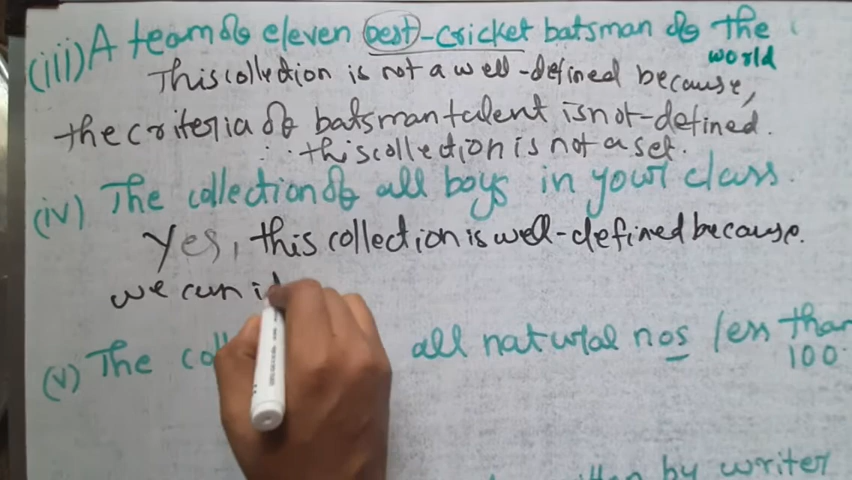 (iii) A team of eleven best-cricket batsman of the
world
This collection is not a well-defined because,
the criteria of batsman talent is not-defined.
∴ this collection is not a set.
(iv) The collection of all boys in your class.
Yes, this collection is well-defined because.
we can i
(v) The col all natural nos less than
100
by writer